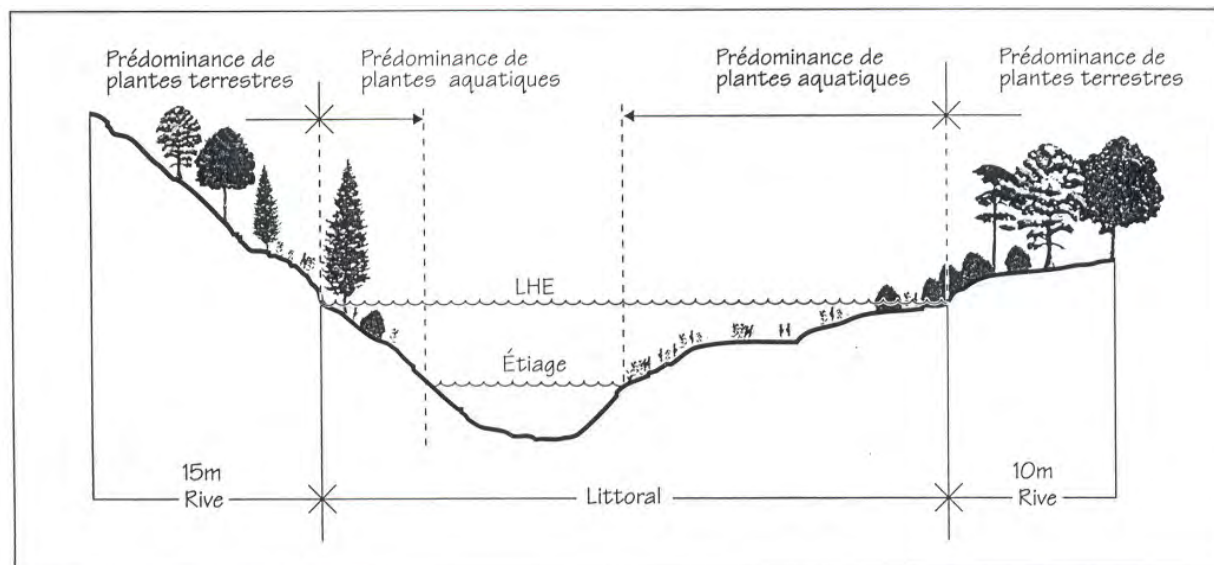 Prédominance de
plantes terrestres
Prédominance de
plantes aquatiques
Prédominance de
plantes aquatiques
Prédominance de
plantes terrestres
LHE
Étiage
15m
Rive
Littoral
10m
Rive